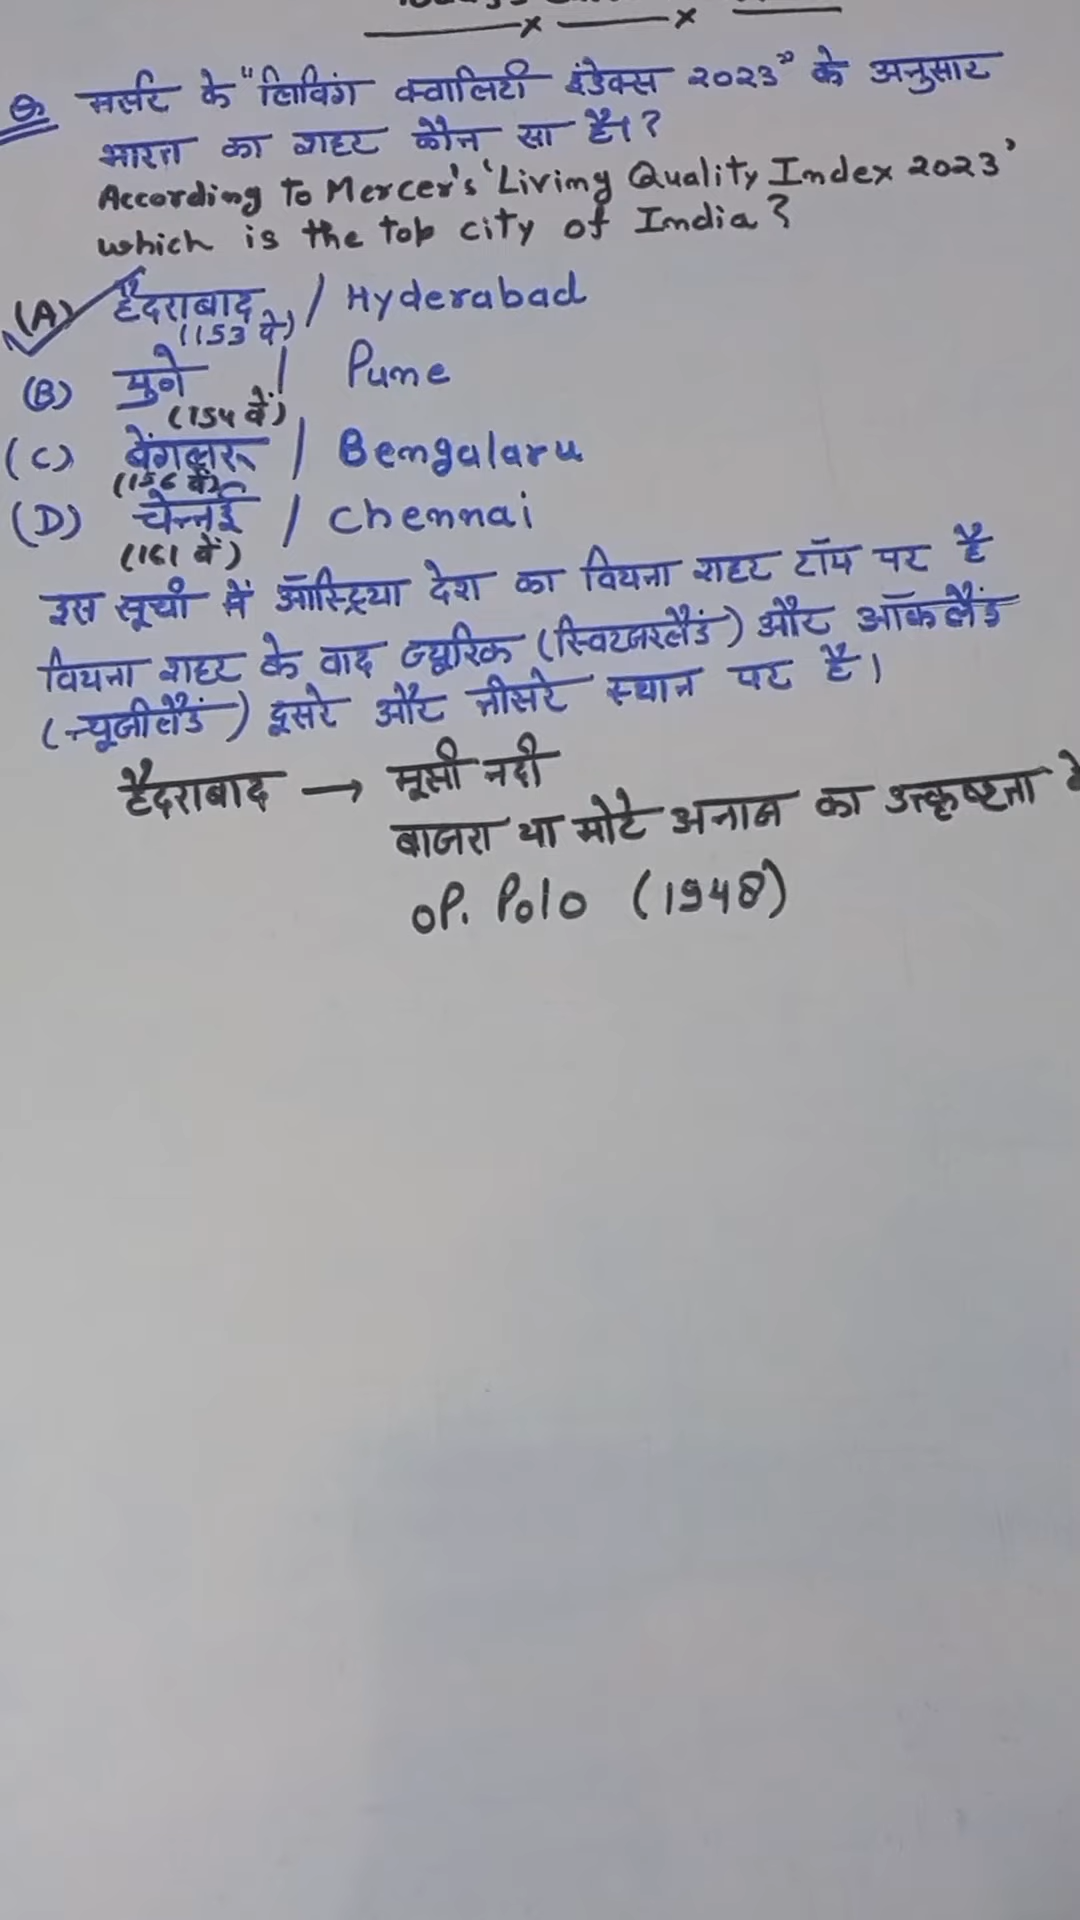 Q मर्सर के "लिविंग क्वालिटी इंडेक्स 2023" के अनुसार
भारत का शहर कौन सा है?
According to Mercer's 'Living Quality Index 2023'
which is the top city of India?
(A) हैदराबाद / Hyderabad
(153 वें)
(B) पुणे / Pune
(154 वें)
(C) बेंगलुरू / Bengalaru
(156 वें)
(D) चेन्नई / Chennai
(161 वें)
इस सूची में ऑस्ट्रिया देश का वियना शहर टॉप पर है
वियना शहर के बाद ज्यूरिक (स्विटजरलैंड) और ऑकलैंड
(न्यूजीलैंड) दूसरे और तीसरे स्थान पर है।
हैदराबाद → मूसी नदी
बाजरा या मोटे अनाज का उत्कृष्टता
OP. Polo (1948)